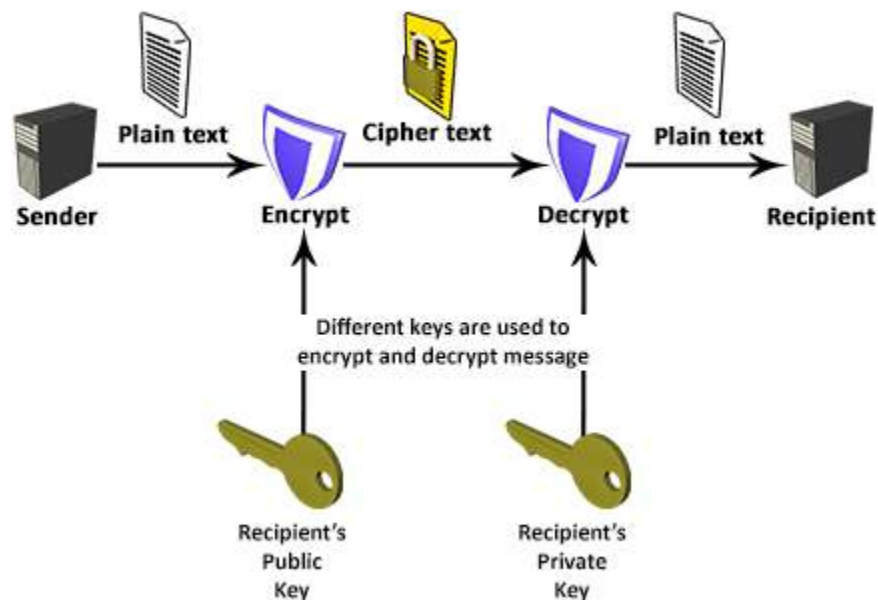 Plain text
Cipher text
Plain text
Sender
Encrypt
Decrypt
Recipient
Different keys are used to
encrypt and decrypt message
Recipient's
Public
Key
Recipient's
Private
Key